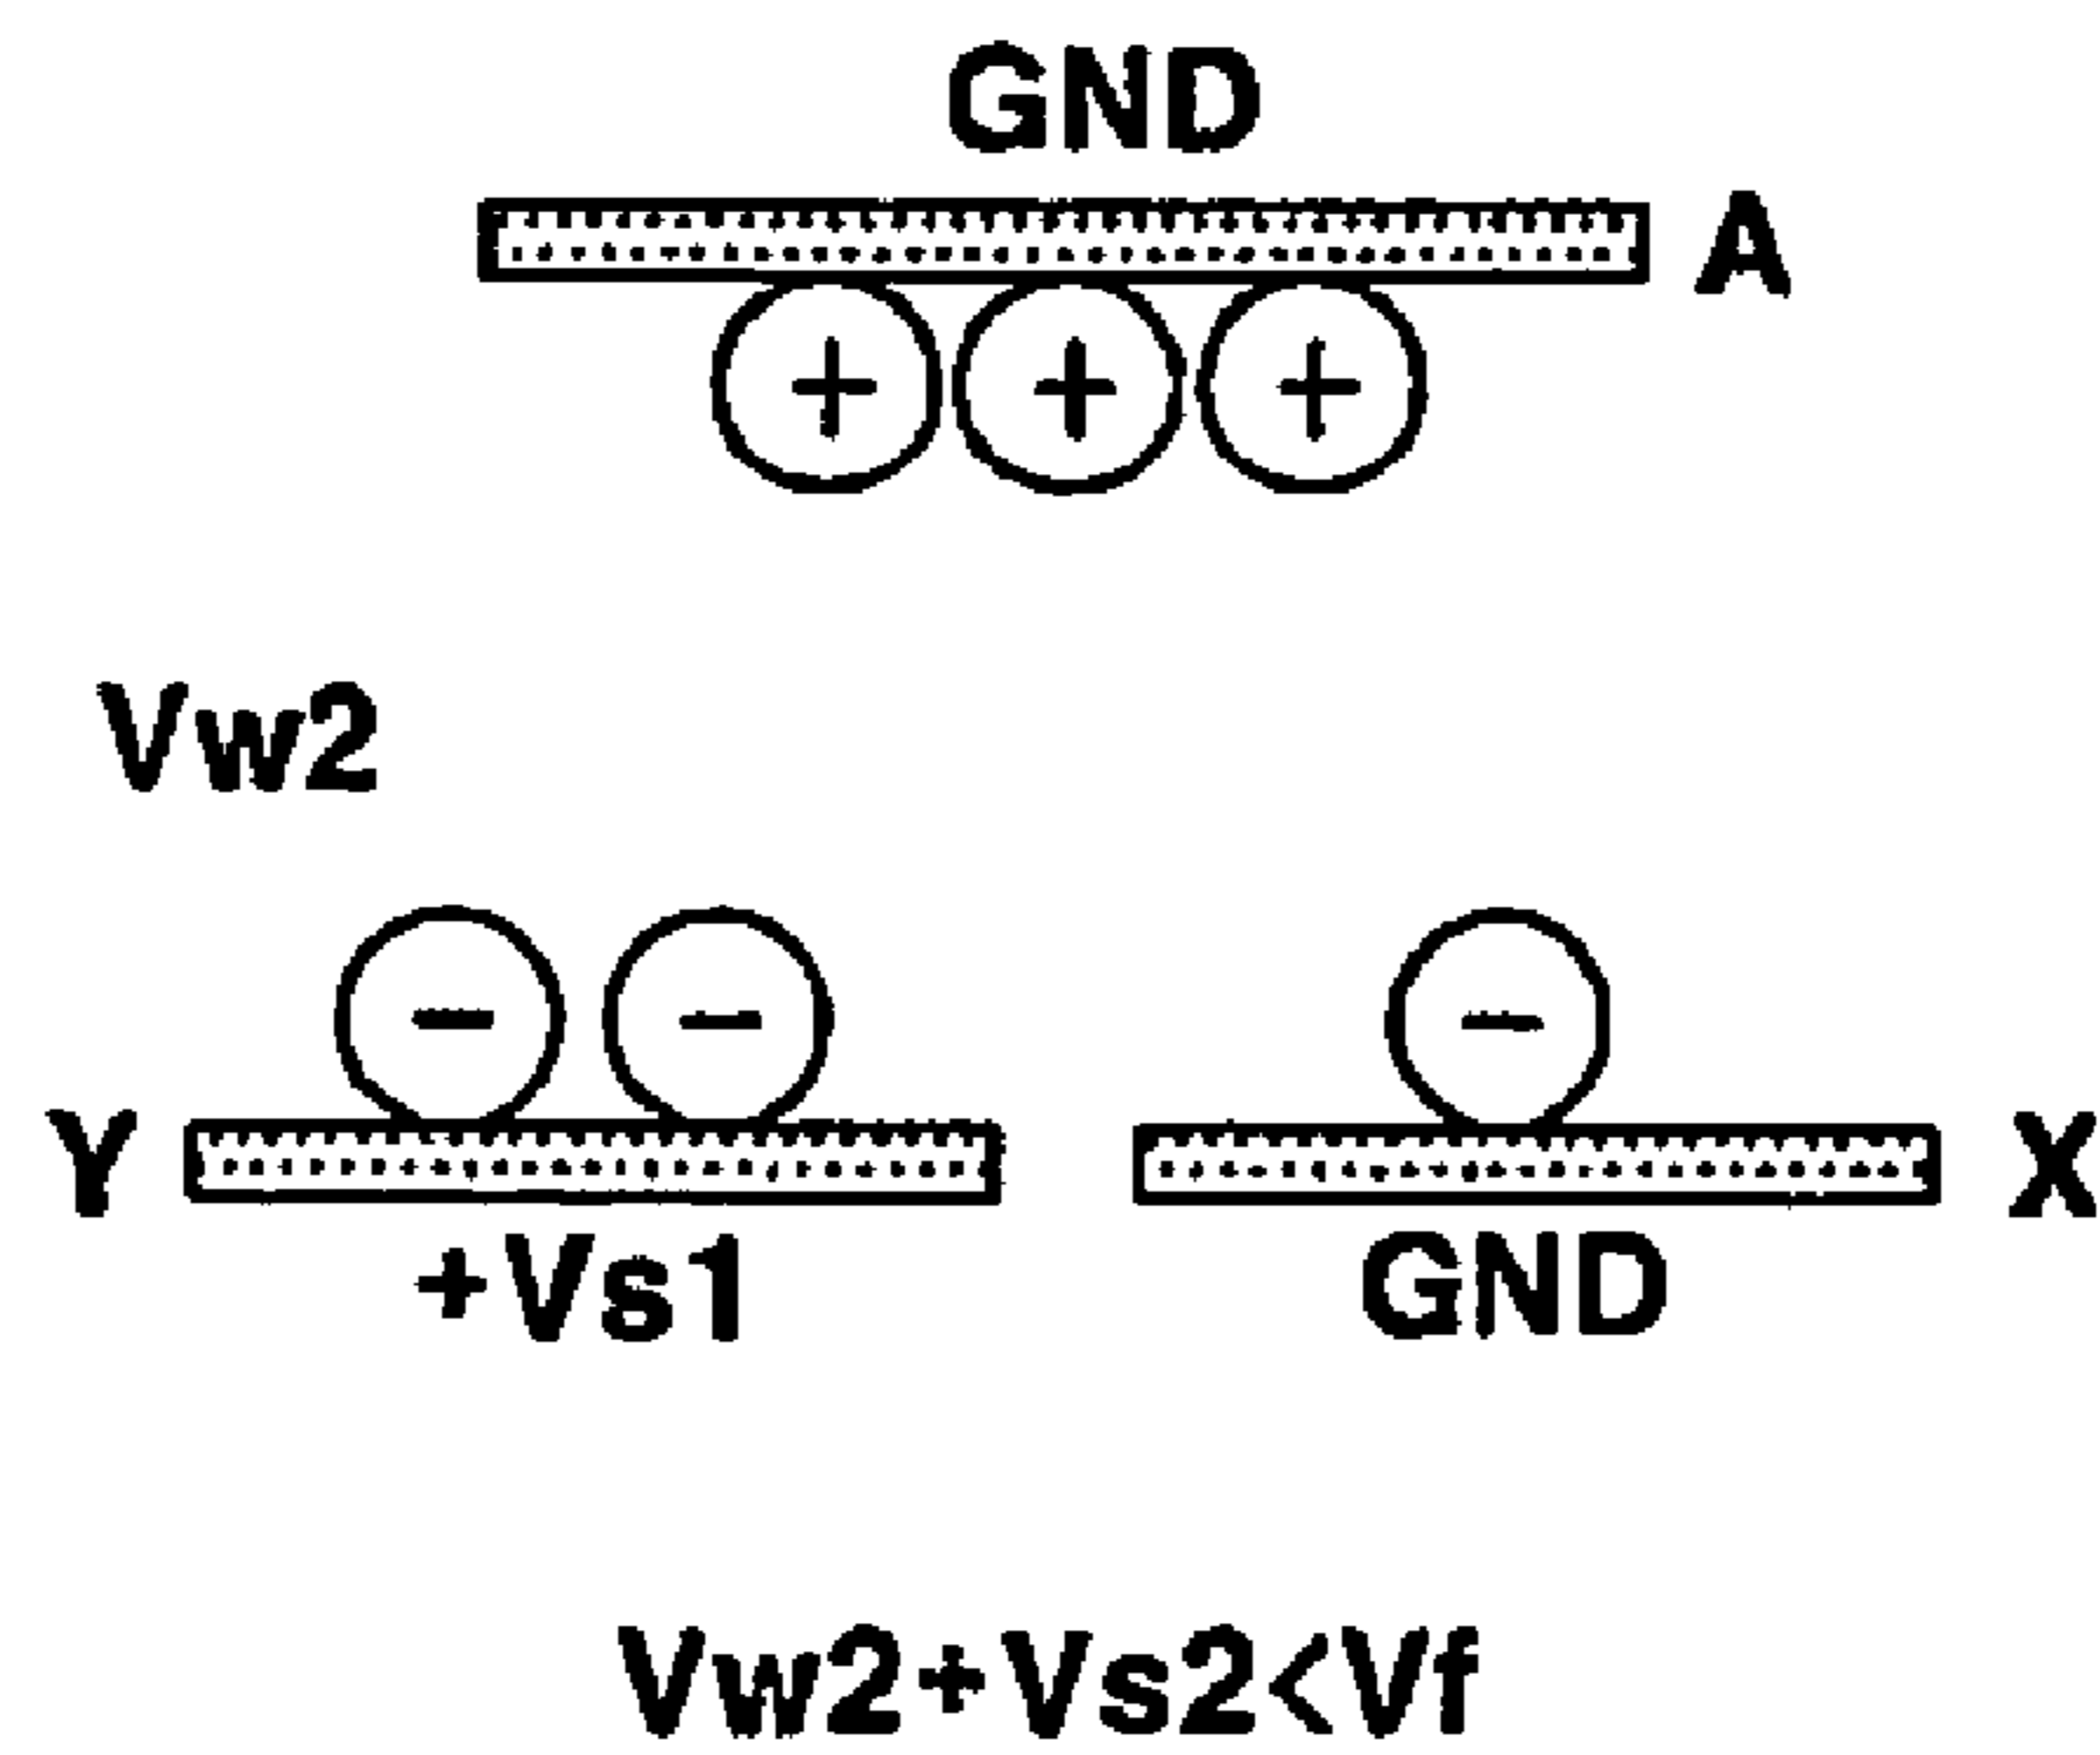 GND
A
+ + +
Vw2
- - -
Y X
+Vs1 GND
Vw2+Vs2<Vf